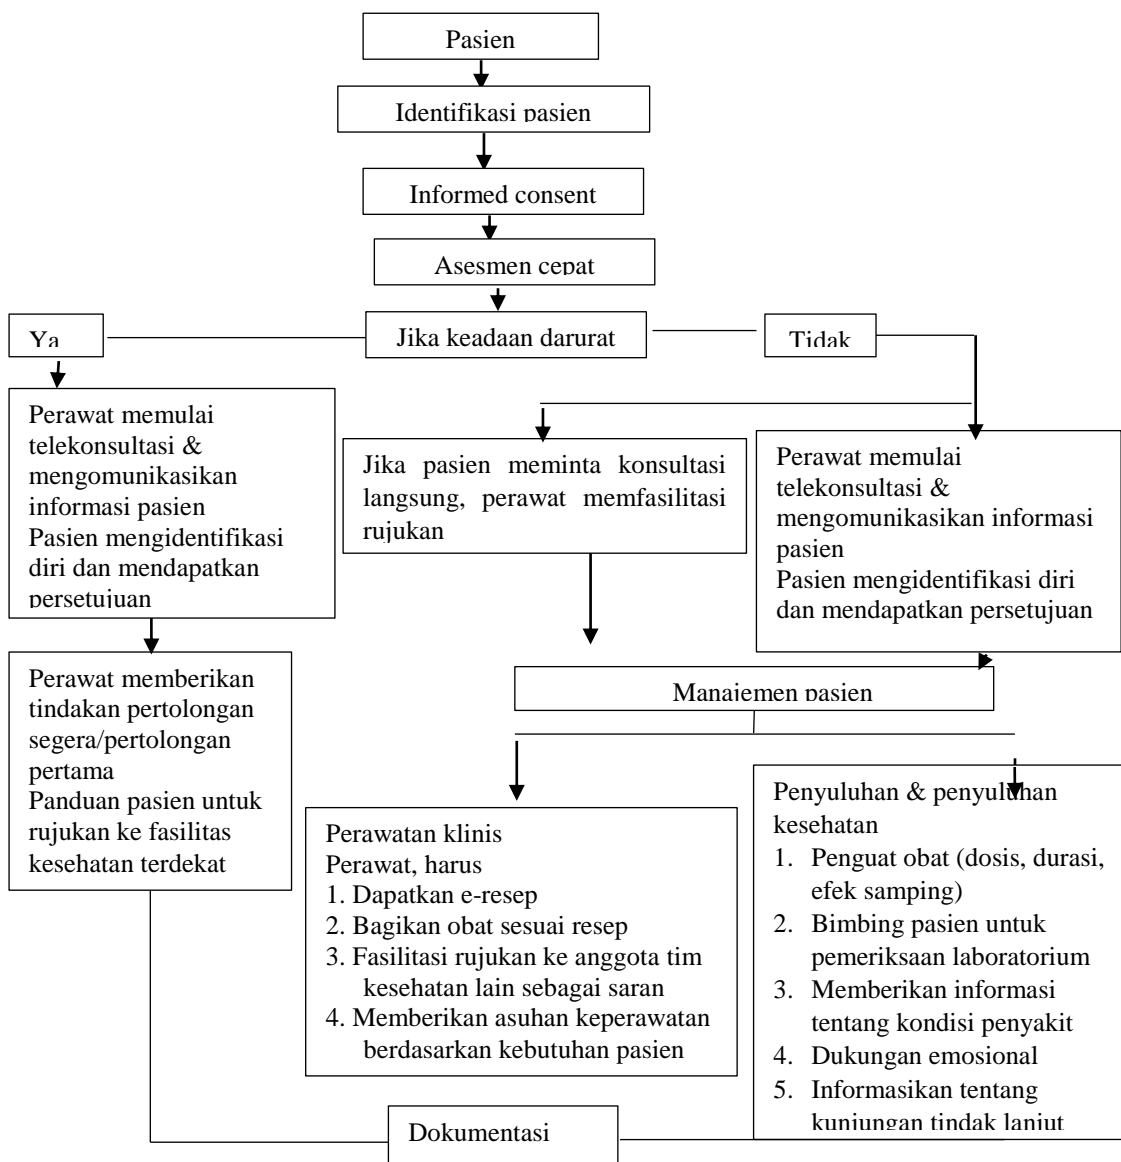 Pasien
Identifikasi pasien
Informed consent
Asesmen cepat
Ya
Jika keadaan darurat
Tidak
Perawat memulai
telekonsultasi &
mengomunikasikan
informasi pasien
Pasien mengidentifikasi
diri dan mendapatkan
persetujuan
Jika pasien meminta konsultasi
langsung, perawat memfasilitasi
rujukan
Perawat memulai
telekonsultasi &
mengomunikasikan informasi
pasien
Pasien mengidentifikasi diri
dan mendapatkan persetujuan
Perawat memberikan
tindakan pertolongan
segera/pertolongan
pertama
Panduan pasien untuk
rujukan ke fasilitas
kesehatan terdekat
Manajemen pasien
Perawatan klinis
Perawat, harus
1. Dapatkan e-resep
2. Bagikan obat sesuai resep
3. Fasilitasi rujukan ke anggota tim
kesehatan lain sebagai saran
4. Memberikan asuhan keperawatan
berdasarkan kebutuhan pasien
Penyuluhan & penyuluhan
kesehatan
1. Penguat obat (dosis, durasi,
efek samping)
2. Bimbing pasien untuk
pemeriksaan laboratorium
3. Memberikan informasi
tentang kondisi penyakit
4. Dukungan emosional
5. Informasikan tentang
kunjungan tindak lanjut
Dokumentasi